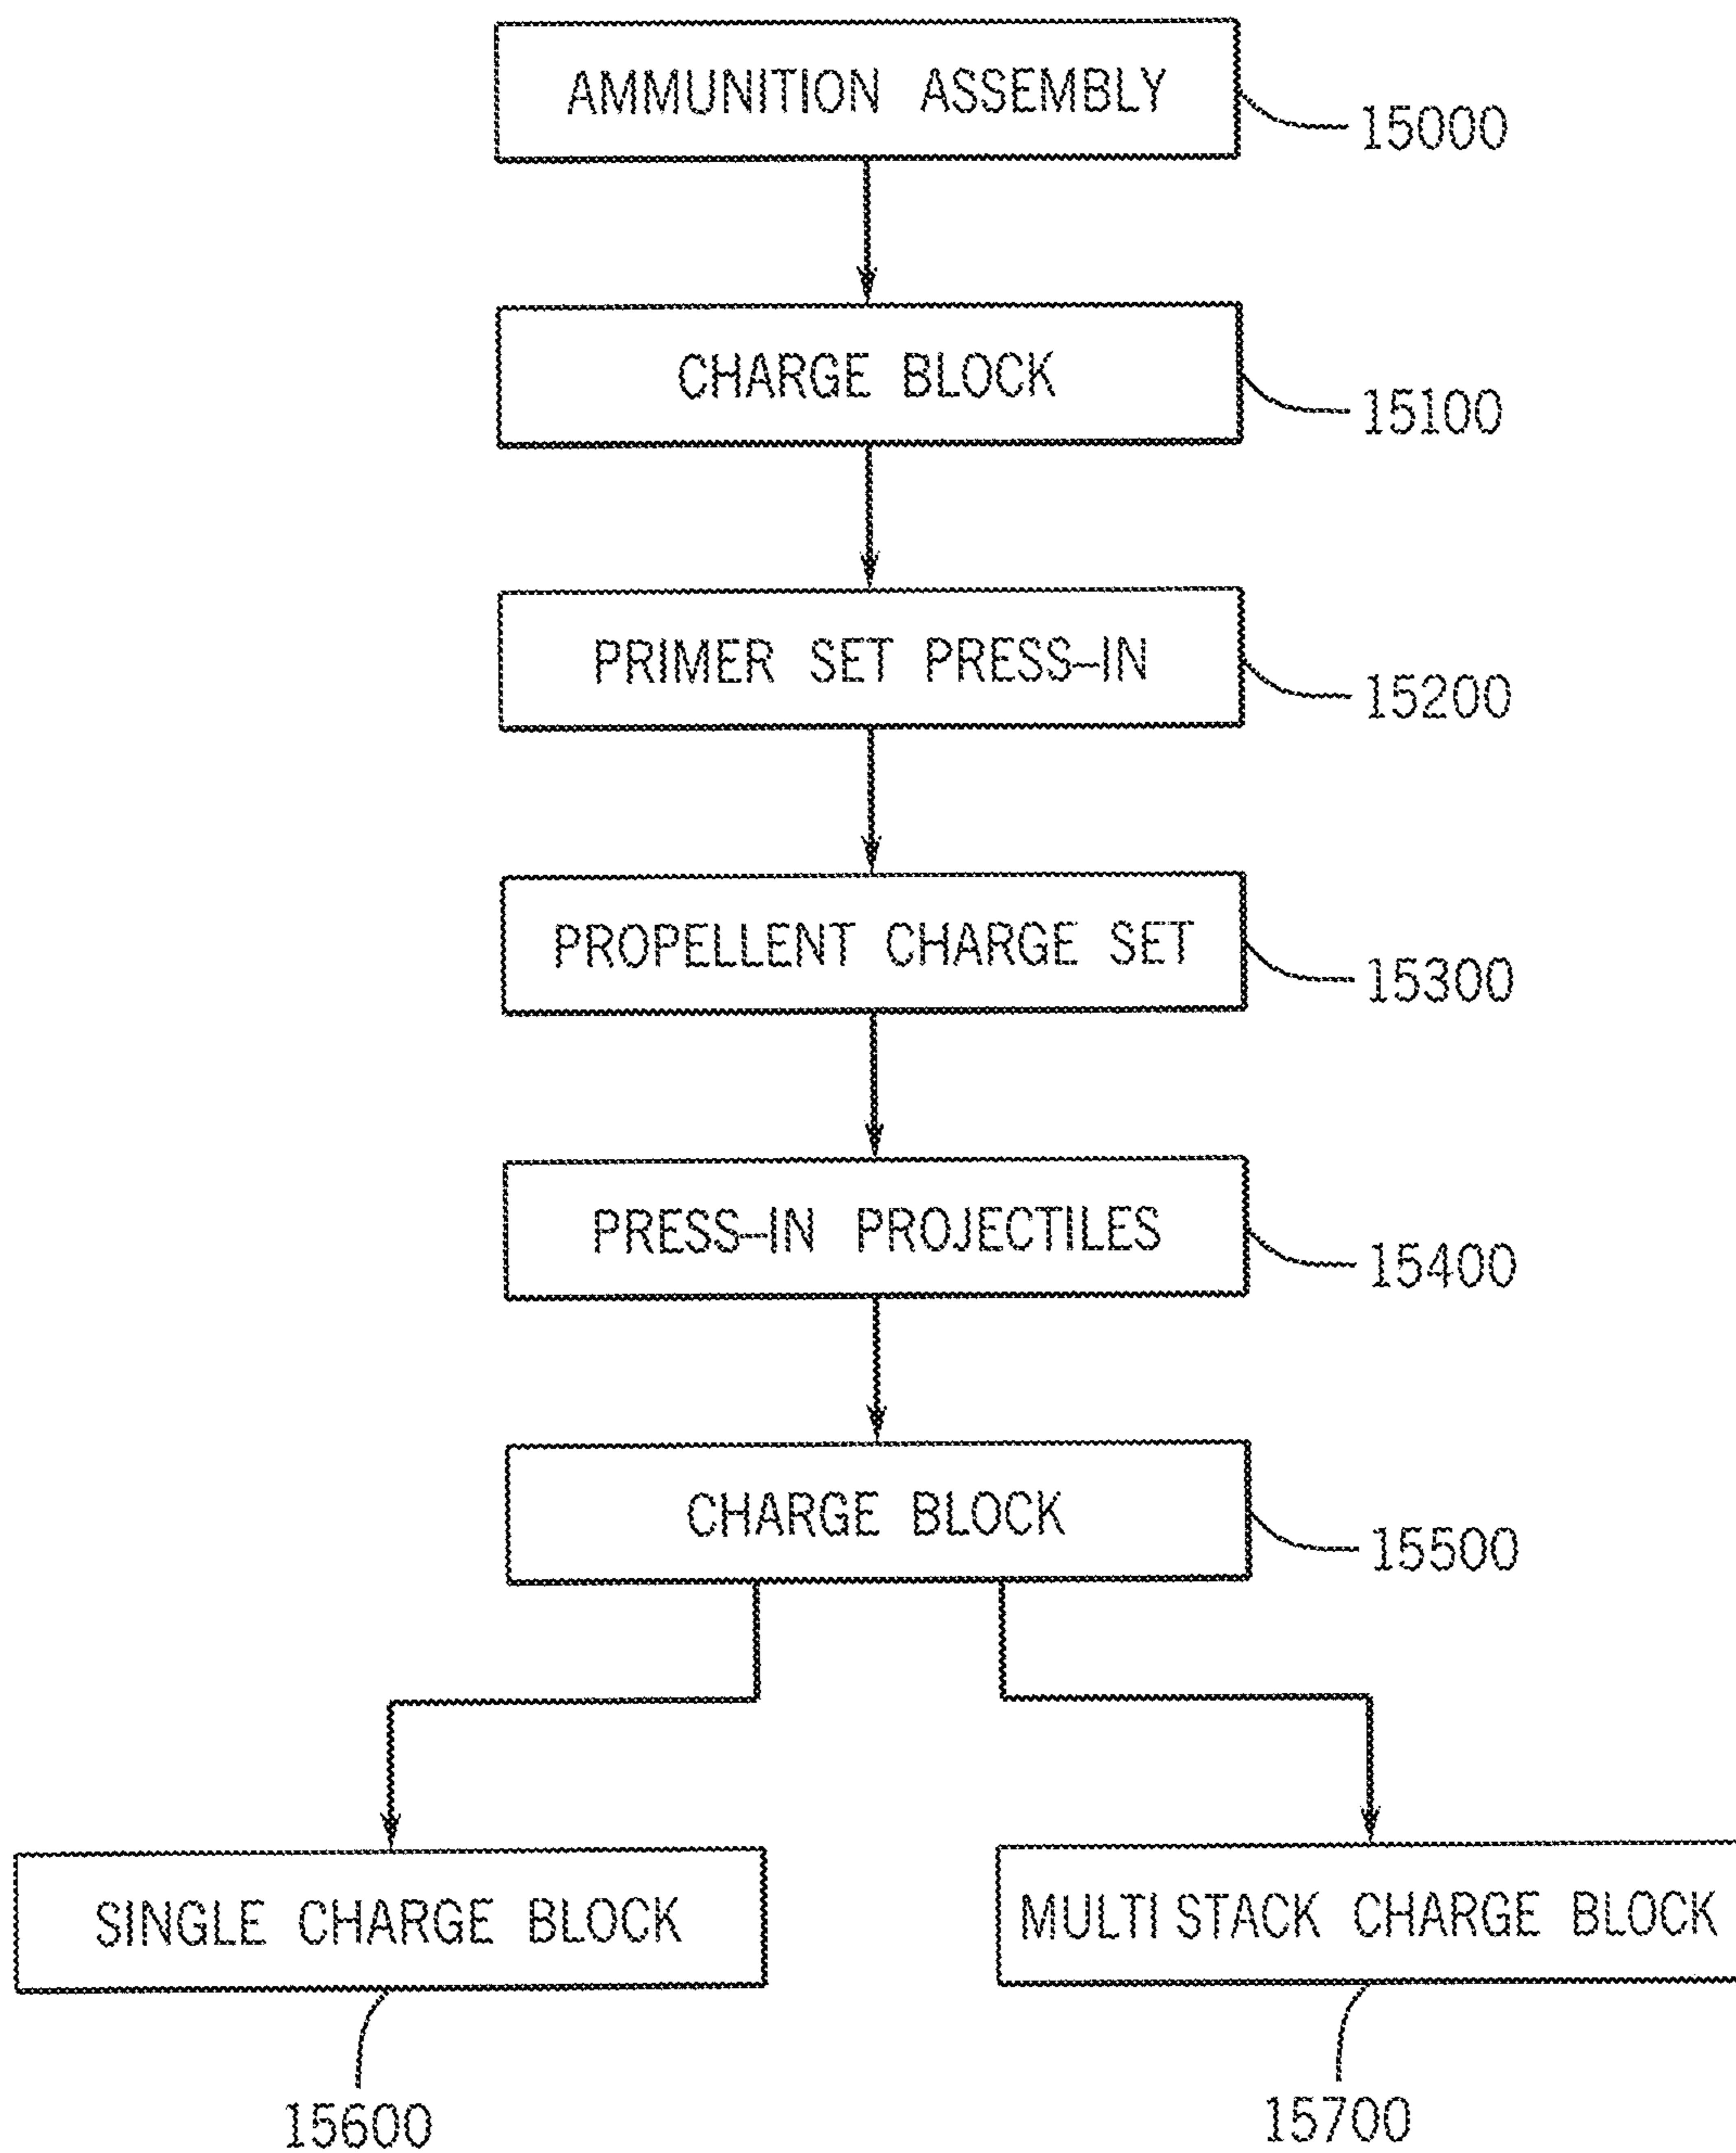 AMMUNITION ASSEMBLY
15000
CHARGE BLOCK
15100
PRIMER SET PRESS-IN
15200
PROPELLENT CHARGE SET
15300
PRESS-IN PROJECTILES
15400
CHARGE BLOCK
15500
SINGLE CHARGE BLOCK
MULTI STACK CHARGE BLOCK
15600
15700